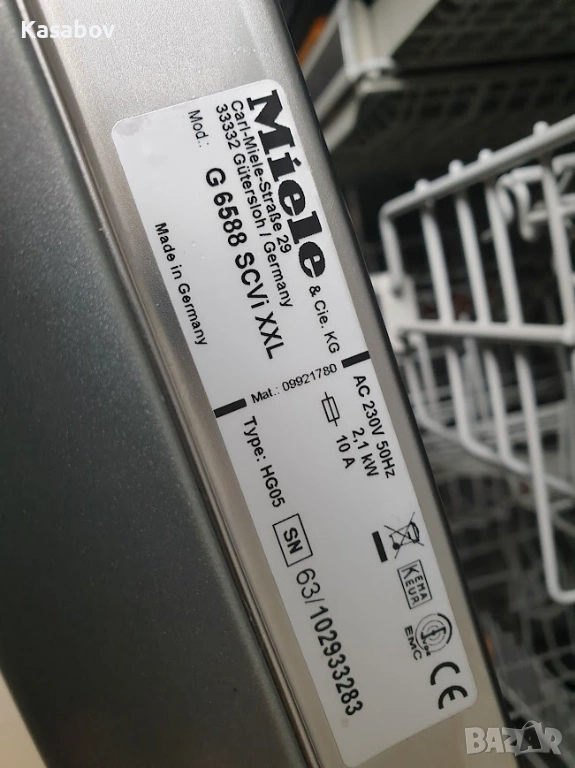 Kasabov
Miele & Cie. KG
Carl-Miele-Straße 29
33332 Gütersloh / Germany
Mod.: G 6588 SCVi XXL
Made in Germany
Mat.: 09921780
AC 230V 50Hz
2,1 kW
10 A
Type: HG05
SN 63/102933283
KEMA
KEUR
EMC
CE
BAZAR